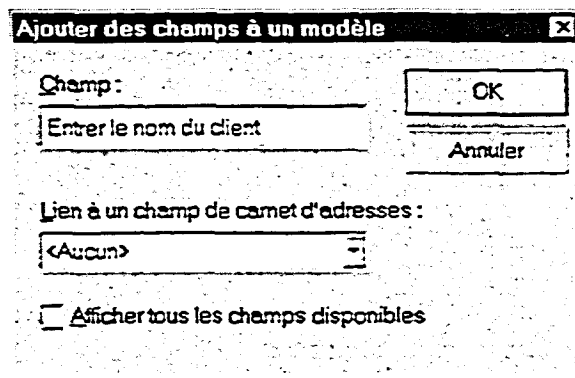 Ajouter des champs à un modèle
Champ :
OK
Entrer le nom du client
Annuler
Lien à un champ de carnet d'adresses :
<Aucun>
Afficher tous les champs disponibles